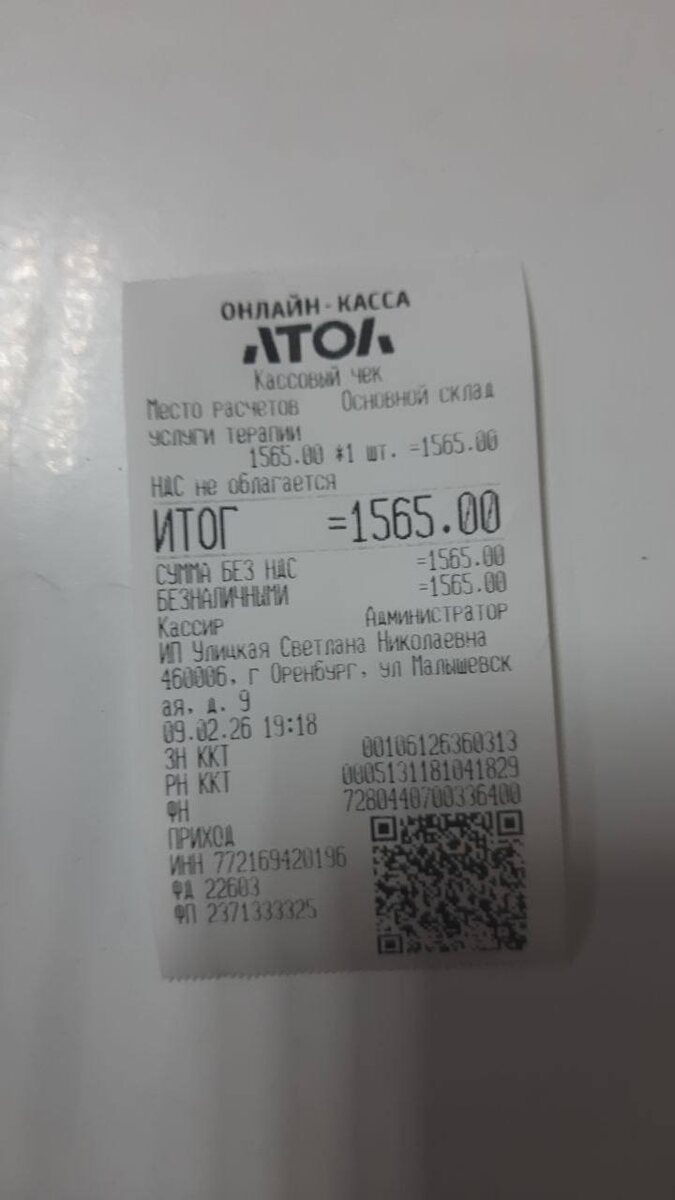 ОНЛАЙН-КАССА
АТОЛ
Кассовый чек
Место расчетов Основной склад
услуги терапии
1565.00 *1 шт. =1565.00
НДС не облагается
ИТОГ =1565.00
СУММА БЕЗ НДС =1565.00
БЕЗНАЛИЧНЫМИ =1565.00
Кассир Администратор
ИП Улицкая Светлана Николаевна
460006, г Оренбург, ул Малышевск
ая, д. 9
09.02.26 19:18
ЗН ККТ 00106126360313
РН ККТ 0005131181041829
ФН 7280440700336400
ПРИХОД
ИНН 772169420196
ФД 22603
ФП 2371333325